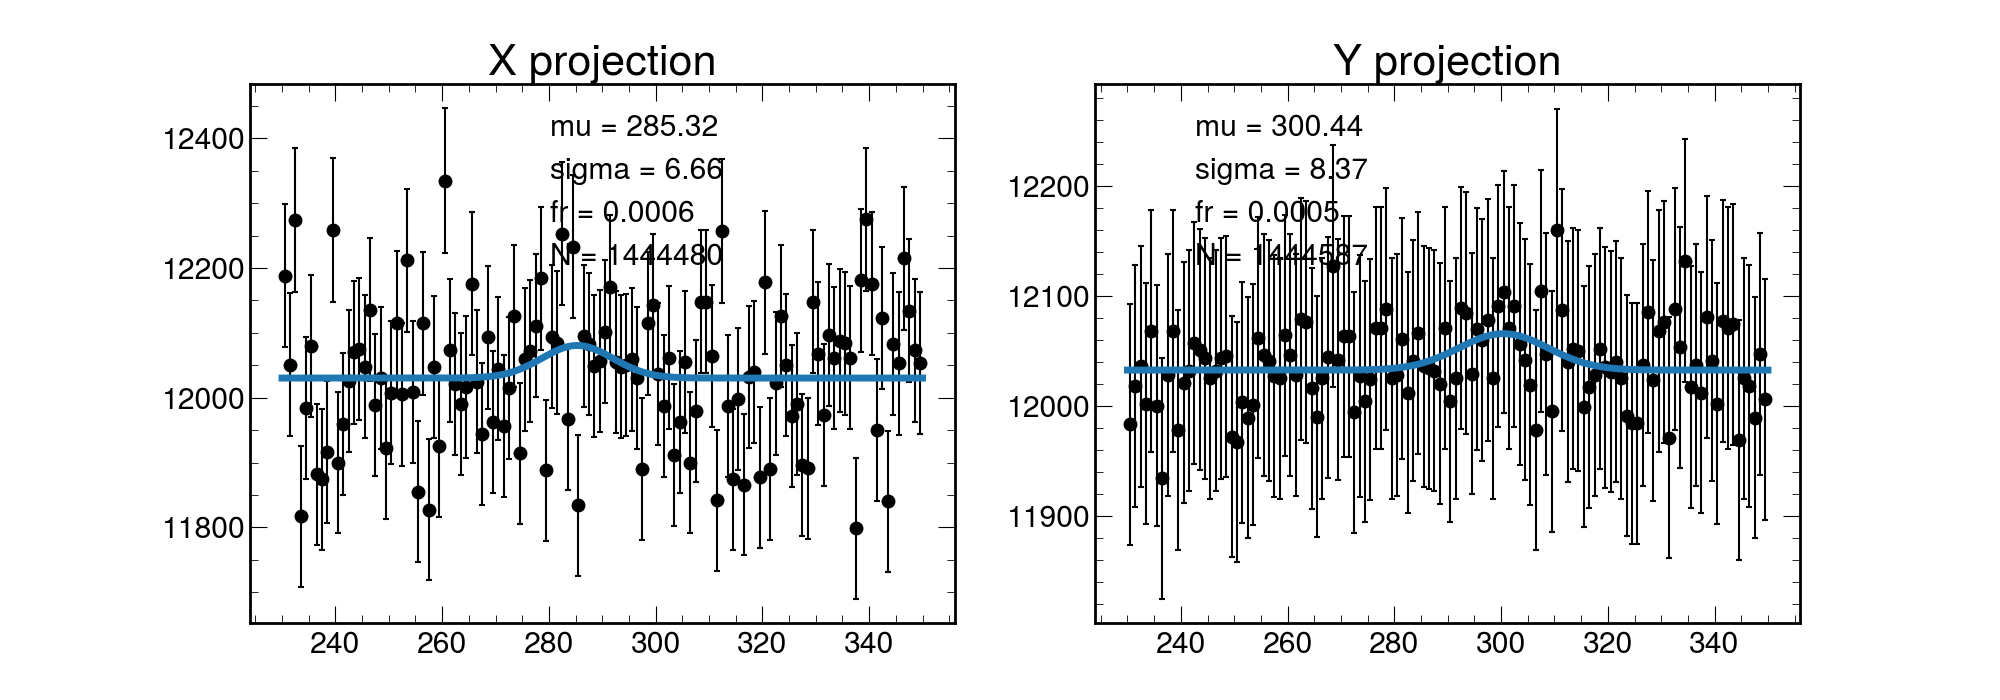 X projection
mu = 285.32
sigma = 6.66
fr = 0.0006
N = 1444480
12400
12200
12000
11800
240 260 280 300 320 340
Y projection
mu = 300.44
sigma = 8.37
fr = 0.0005
N = 1444587
12200
12100
12000
11900
240 260 280 300 320 340